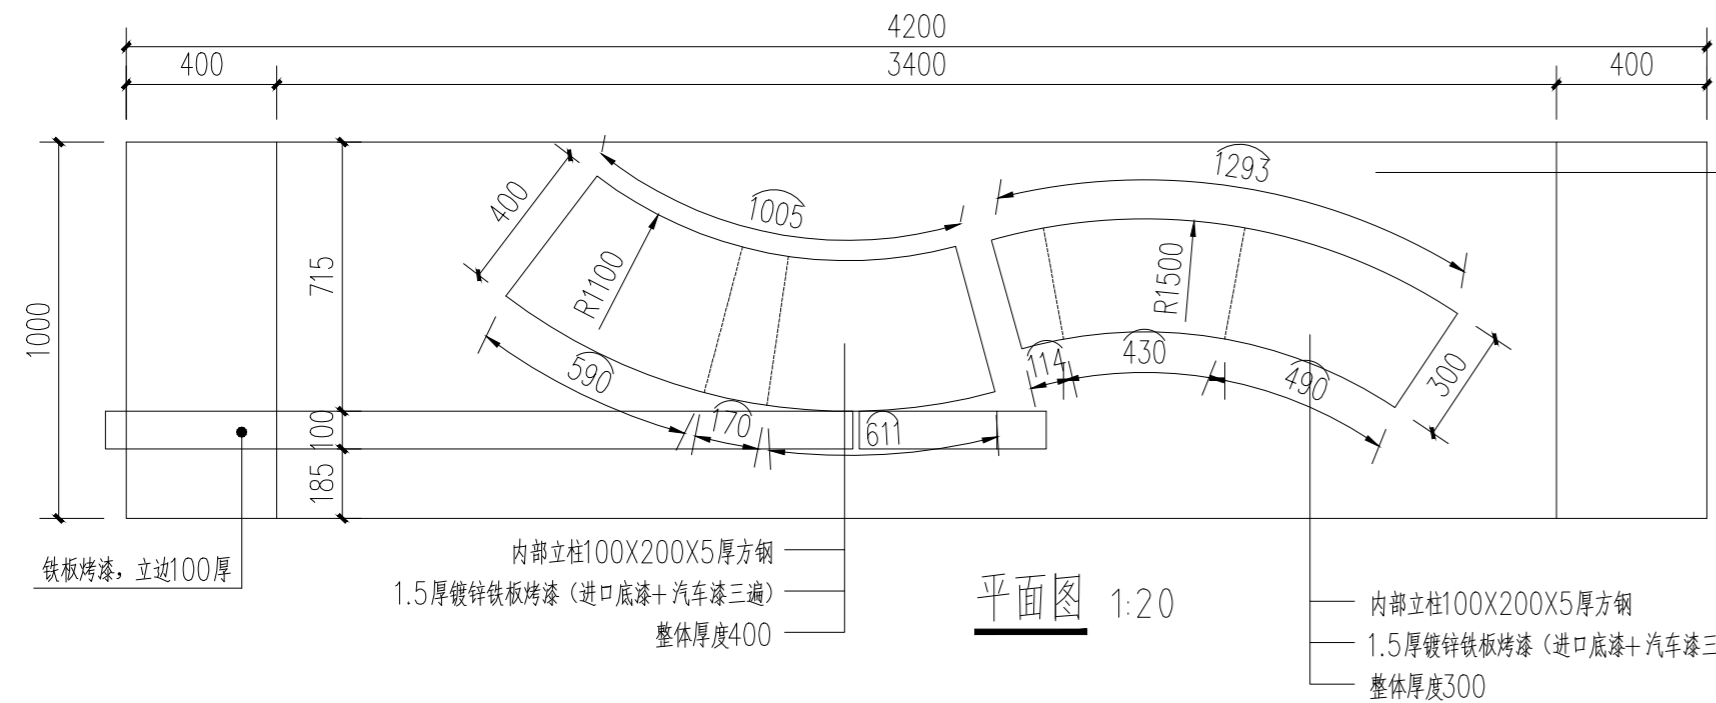 4200
400
3400
400
1000
715
100
185
400
1005
R1100
590
170
611
1293
R1500
114
430
490
300
铁板烤漆，立边100厚
内部立柱100X200X5厚方钢
1.5厚镀锌铁板烤漆（进口底漆+汽车漆三遍）
整体厚度400
平面图 1:20
内部立柱100X200X5厚方钢
1.5厚镀锌铁板烤漆（进口底漆+汽车漆三
整体厚度300